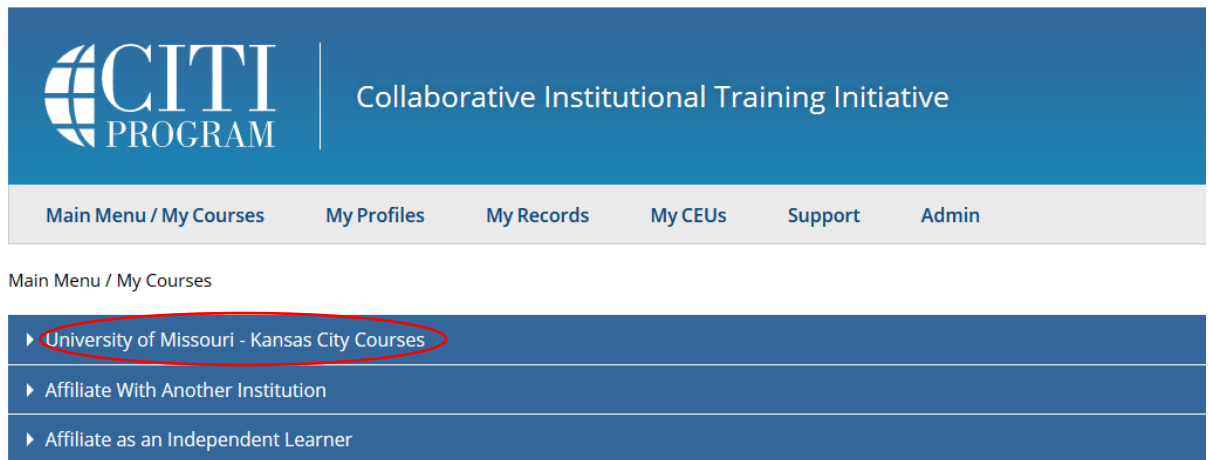 CITI
PROGRAM
Collaborative Institutional Training Initiative
Main Menu / My Courses My Profiles My Records My CEUs Support Admin
Main Menu / My Courses
University of Missouri - Kansas City Courses
Affiliate With Another Institution
Affiliate as an Independent Learner